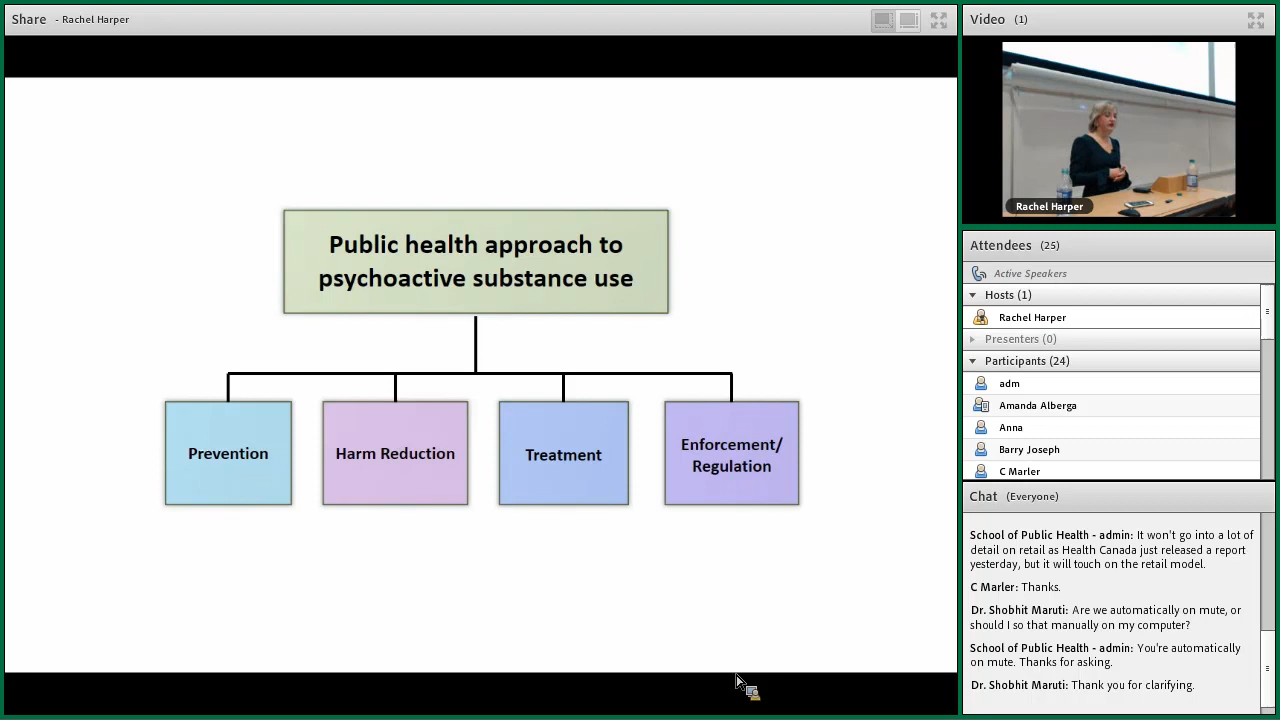 Share - Rachel Harper
Public health approach to
psychoactive substance use
Prevention
Harm Reduction
Treatment
Enforcement/
Regulation
Video (1)
Rachel Harper
Attendees (25)
Active Speakers
Hosts (1)
Rachel Harper
Presenters (0)
Participants (24)
adm
Amanda Alberga
Anna
Barry Joseph
C Marler
Chat (Everyone)
School of Public Health - admin: It won't go into a lot of
detail on retail as Health Canada just released a report
yesterday, but it will touch on the retail model.
C Marler: Thanks.
Dr. Shobhit Maruti: Are we automatically on mute, or
should I so that manually on my computer?
School of Public Health - admin: You're automatically
on mute. Thanks for asking.
Dr. Shobhit Maruti: Thank you for clarifying.